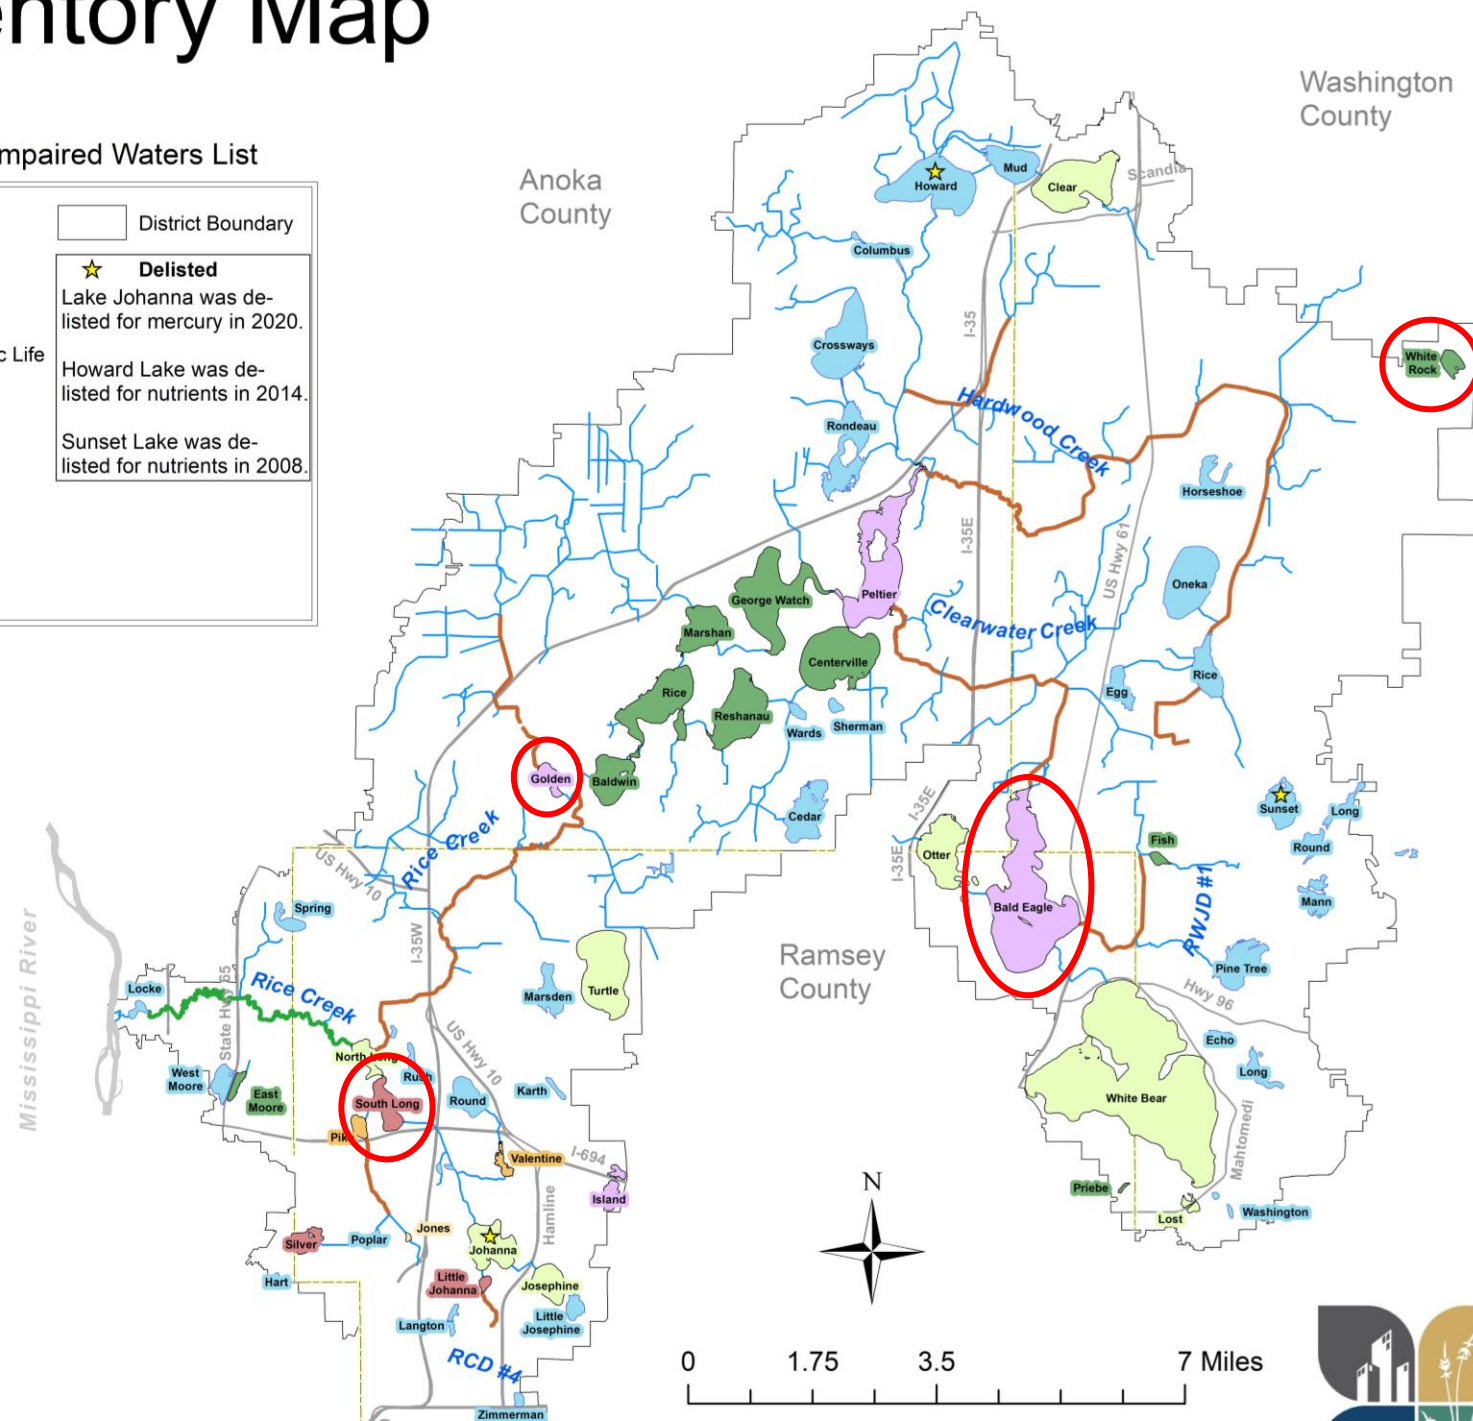 entory Map
mpaired Waters List
District Boundary
Delisted
Lake Johanna was de-
listed for mercury in 2020.
c Life
Howard Lake was de-
listed for nutrients in 2014.
Sunset Lake was de-
listed for nutrients in 2008.
Anoka
County
Washington
County
Ramsey
County
Mississippi River
Howard
Mud
Clear
Scandia
Columbus
I-35
Crossways
White
Rock
Hardwood Creek
Rondeau
Horseshoe
I-35E
US Hwy 61
Oneka
George Watch
Peltier
Clearwater Creek
Marshan
Centerville
Rice
Rice
Reshanau
Egg
Wards
Sherman
Golden
Baldwin
Cedar
I-35E
I-35E
Sunset
Long
Round
Mann
Fish
RWJD #1
Otter
Bald Eagle
Pine Tree
Hwy 96
Rice Creek
US Hwy 10
I-35W
Spring
State Hwy 65
Locke
Rice Creek
Marsden
Turtle
US Hwy 10
North Long
Rush
West
Moore
East
Moore
South Long
Round
Karth
Pike
Valentine
I-694
Island
Hamline
Echo
Long
White Bear
Mahtomedi
Priebe
Lost
Washington
Silver
Poplar
Jones
Johanna
Hart
Little
Johanna
Josephine
Little
Josephine
Langton
RCD #4
Zimmerman
N
0 1.75 3.5 7 Miles